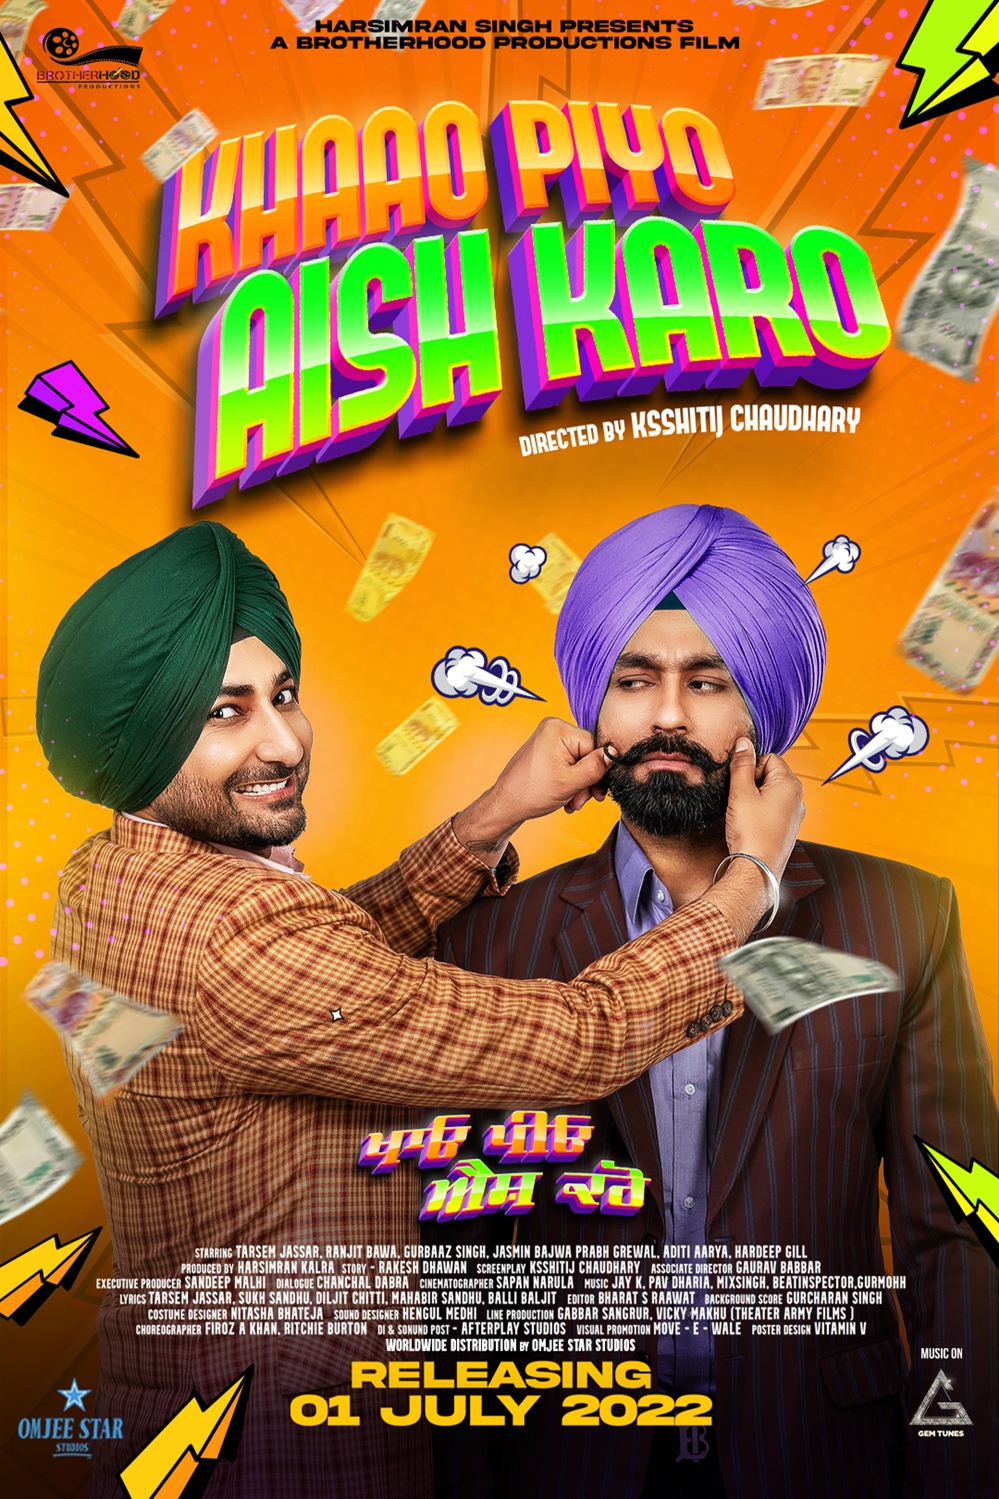 HARSIMRAN SINGH PRESENTS
A BROTHERHOOD PRODUCTIONS FILM
BROTHERHOOD
PRODUCTIONS
KHAAO PIYO
AISH KARO
DIRECTED BY KSSHITIJ CHAUDHARY
ਖਾਓ ਪੀਓ
ਐਸ਼ ਕਰੋ
STARRING TARSEM JASSAR, RANJIT BAWA, GURBAAZ SINGH, JASMIN BAJWA PRABH GREWAL, ADITI AARYA, HARDEEP GILL
PRODUCED BY HARSIMRAN KALRA STORY - RAKESH DHAWAN SCREENPLAY KSSHITIJ CHAUDHARY ASSOCIATE DIRECTOR GAURAV BABBAR
EXECUTIVE PRODUCER SANDEEP MALHI DIALOGUE CHANCHAL DABRA CINEMATOGRAPHER SAPAN NARULA MUSIC JAY K, PAV DHARIA, MIXSINGH, BEATINSPECTOR,GURMOHH
LYRICS TARSEM JASSAR, SUKH SANDHU, DILJIT CHITTI, MAHABIR SANDHU, BALLI BALJIT EDITOR BHARAT S RAAWAT BACKGROUND SCORE GURCHARAN SINGH
COSTUME DESIGNER NITASHA BHATEJA SOUND DESIGNER HENGUL MEDHI LINE PRODUCTION GABBAR SANGRUR, VICKY MAKHU (THEATER ARMY FILMS )
CHOREOGRAPHER FIROZ A KHAN, RITCHIE BURTON DI & SONUND POST - AFTERPLAY STUDIOS VISUAL PROMOTION MOVE - E - WALE POSTER DESIGN VITAMIN V
WORLDWIDE DISTRIBUTION BY OMJEE STAR STUDIOS
RELEASING
01 JULY 2022
OMJEE STAR
STUDIOS
MUSIC ON
GEM TUNES